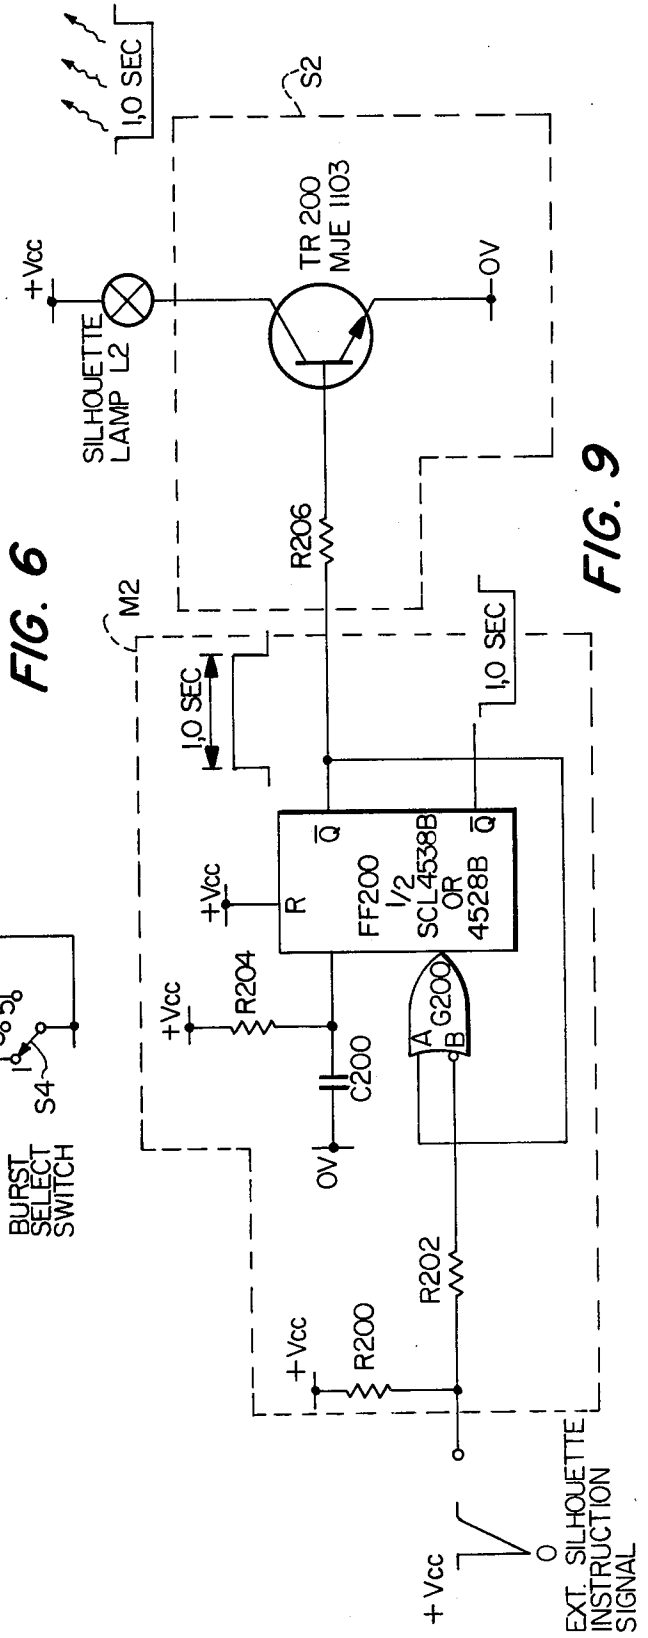 FIG. 6
BURST
SELECT
SWITCH
S4
1
5
EXT. SILHOUETTE
INSTRUCTION
SIGNAL
+Vcc
0
+Vcc
R200
R202
M2
0V
C200
+Vcc
R204
+Vcc
R
FF200
1/2
SCL4538B
OR
4528B
A
B
G200
Q̅
Q̅
1,0 SEC
1,0 SEC
R206
SILHOUETTE
LAMP L2
+Vcc
TR 200
MJE 1103
0V
S2
1,0 SEC
FIG. 9